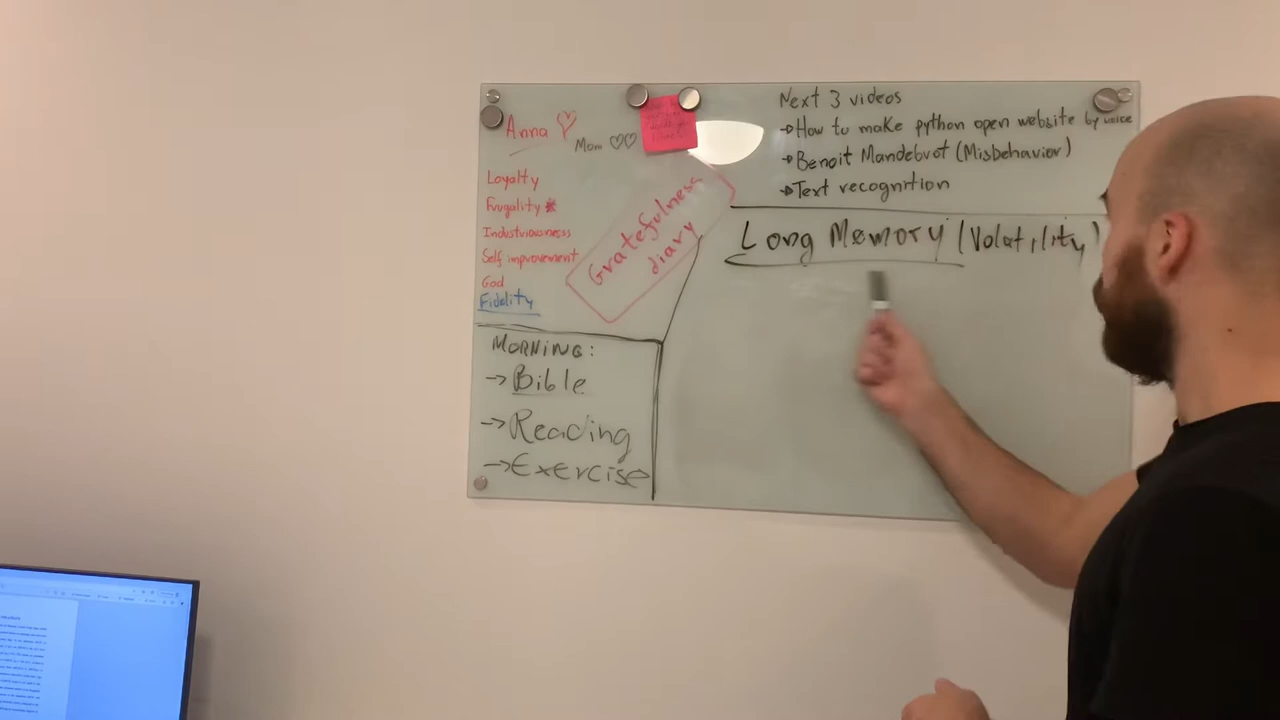 Anna
Mom
Loyalty
Frugality
Industriousness
Self improvement
God
Fidelity
Gratefulness
diary
MORNING:
→Bible
→Reading
→Exercise
Next 3 videos
→How to make python open website by voice
→Benoit Mandebrot (Misbehavior)
→Text recognition
Long Memory (Volatility)